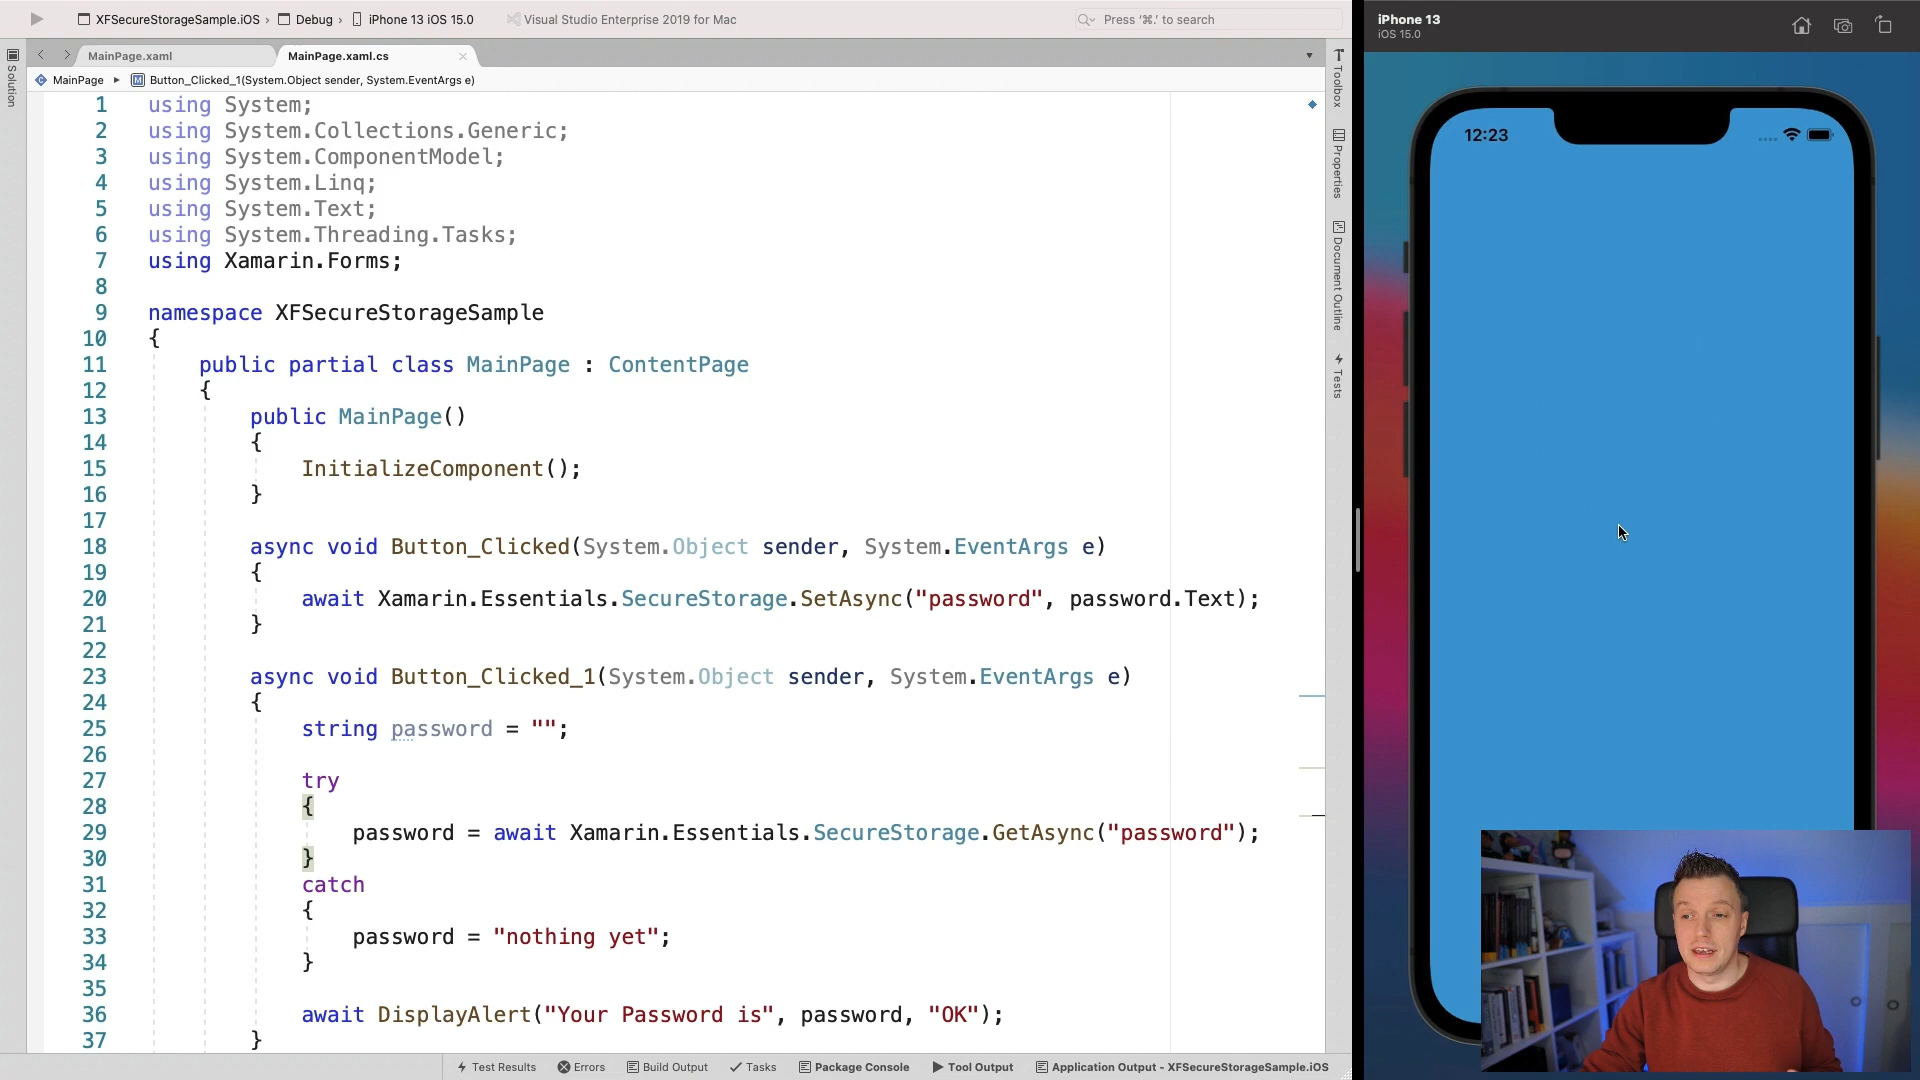 XFSecureStorageSample.iOS › Debug › iPhone 13 iOS 15.0
Visual Studio Enterprise 2019 for Mac
Press '⌘.' to search
MainPage.xaml
MainPage.xaml.cs
MainPage ▸ Button_Clicked_1(System.Object sender, System.EventArgs e)
Solution
1 using System;
2 using System.Collections.Generic;
3 using System.ComponentModel;
4 using System.Linq;
5 using System.Text;
6 using System.Threading.Tasks;
7 using Xamarin.Forms;
8
9 namespace XFSecureStorageSample
10 {
11 public partial class MainPage : ContentPage
12 {
13 public MainPage()
14 {
15 InitializeComponent();
16 }
17
18 async void Button_Clicked(System.Object sender, System.EventArgs e)
19 {
20 await Xamarin.Essentials.SecureStorage.SetAsync("password", password.Text);
21 }
22
23 async void Button_Clicked_1(System.Object sender, System.EventArgs e)
24 {
25 string password = "";
26
27 try
28 {
29 password = await Xamarin.Essentials.SecureStorage.GetAsync("password");
30 }
31 catch
32 {
33 password = "nothing yet";
34 }
35
36 await DisplayAlert("Your Password is", password, "OK");
37 }
Toolbox
Properties
Document Outline
Tests
Test Results
Errors
Build Output
Tasks
Package Console
Tool Output
Application Output - XFSecureStorageSample.iOS
iPhone 13
iOS 15.0
12:23